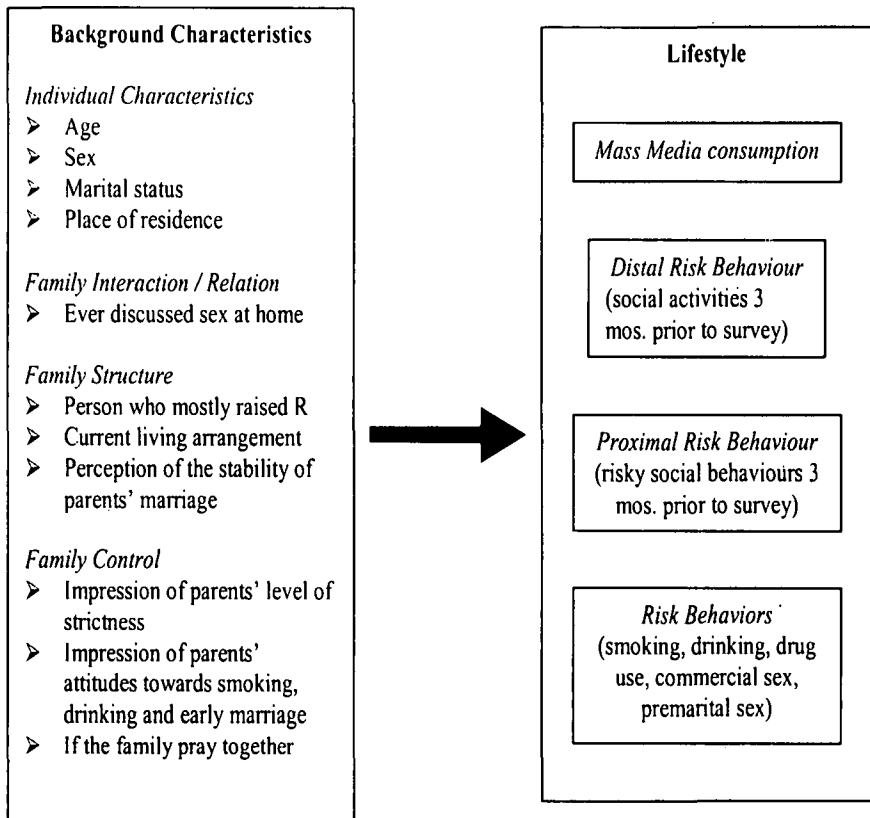 Background Characteristics
Individual Characteristics
➢ Age
➢ Sex
➢ Marital status
➢ Place of residence
Family Interaction / Relation
➢ Ever discussed sex at home
Family Structure
➢ Person who mostly raised R
➢ Current living arrangement
➢ Perception of the stability of
parents’ marriage
Family Control
➢ Impression of parents’ level of
strictness
➢ Impression of parents’
attitudes towards smoking,
drinking and early marriage
➢ If the family pray together
Lifestyle
Mass Media consumption
Distal Risk Behaviour
(social activities 3
mos. prior to survey)
Proximal Risk Behaviour
(risky social behaviours 3
mos. prior to survey)
Risk Behaviors
(smoking, drinking, drug
use, commercial sex,
premarital sex)